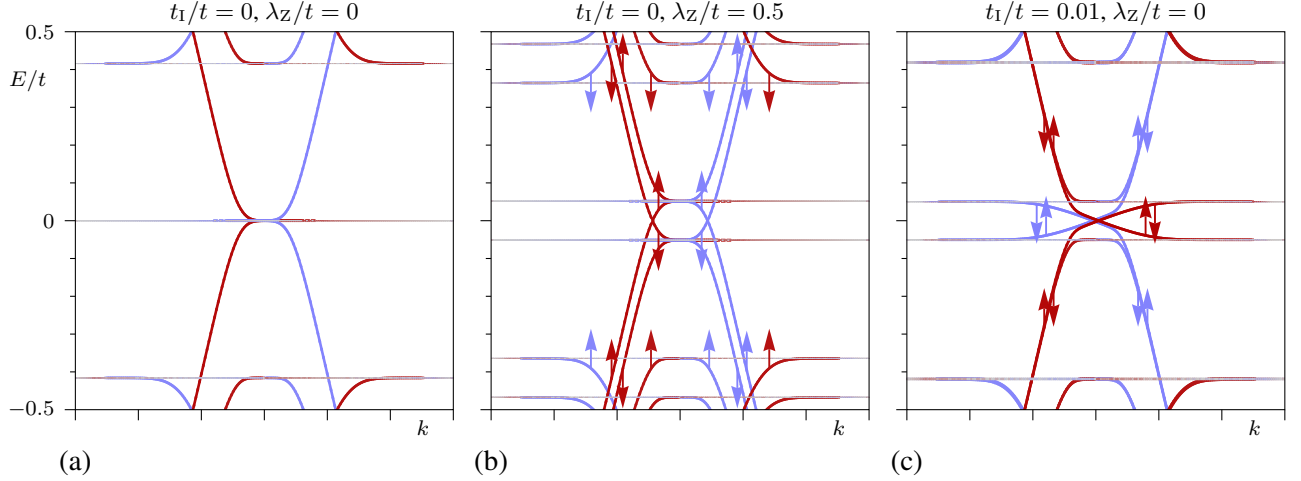 t_I/t = 0, λ_Z/t = 0
t_I/t = 0, λ_Z/t = 0.5
t_I/t = 0.01, λ_Z/t = 0
0.5
E/t
0
−0.5
k
k
k
(a)
(b)
(c)